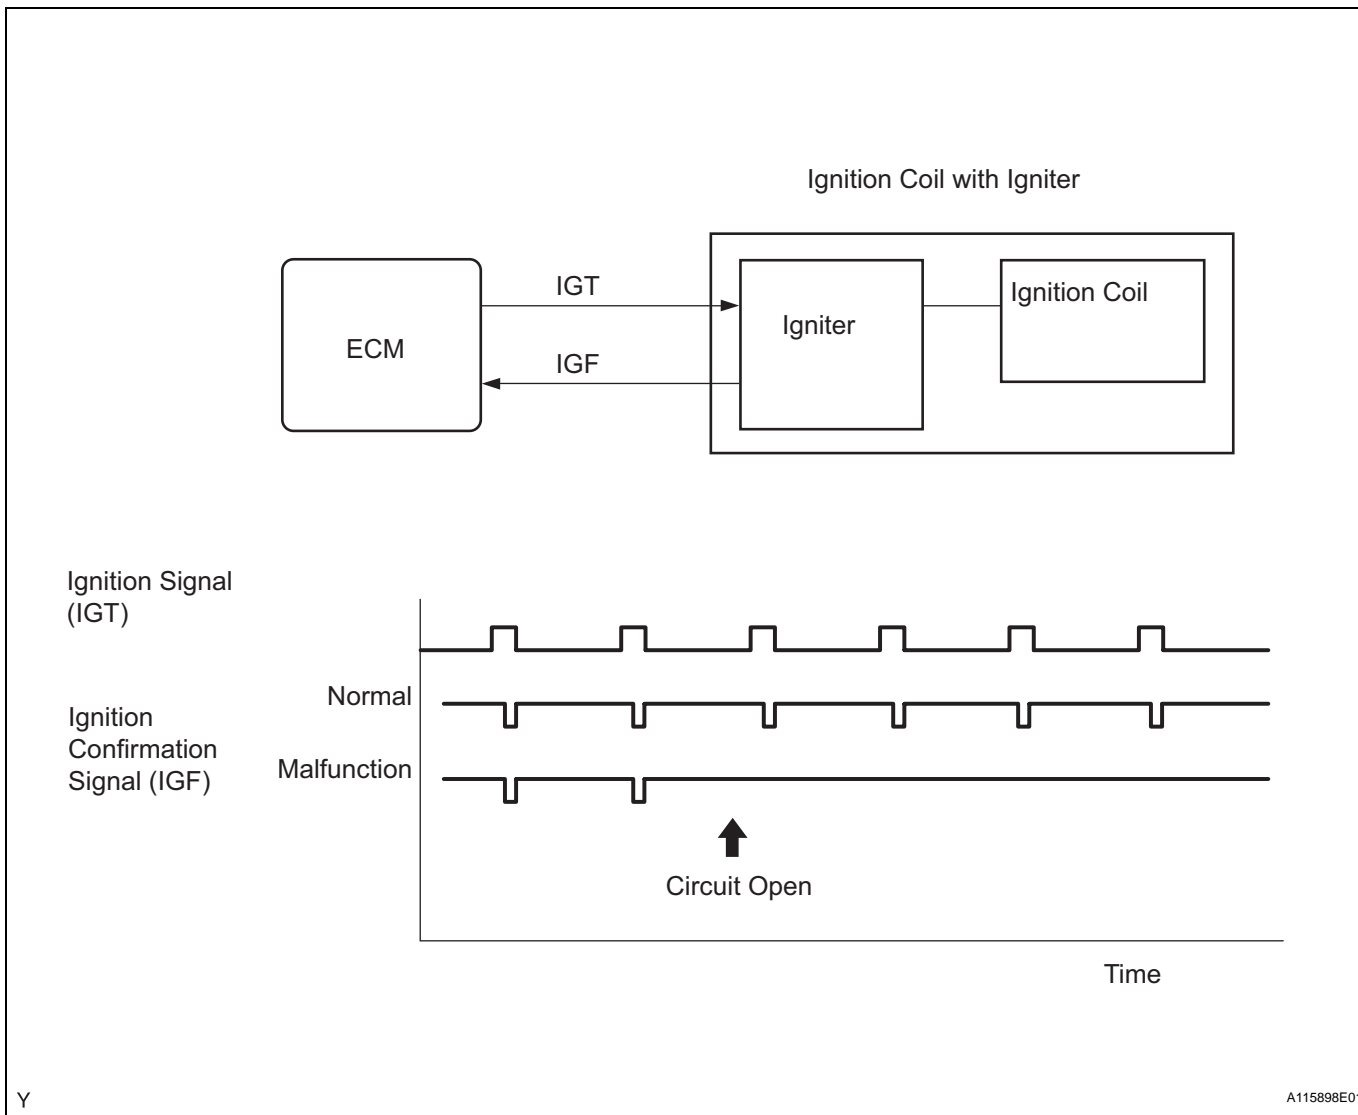 Ignition Coil with Igniter
ECM
IGT
IGF
Igniter
Ignition Coil
Ignition Signal
(IGT)
Normal
Ignition
Confirmation
Signal (IGF)
Malfunction
Circuit Open
Time
Y
A115898E01